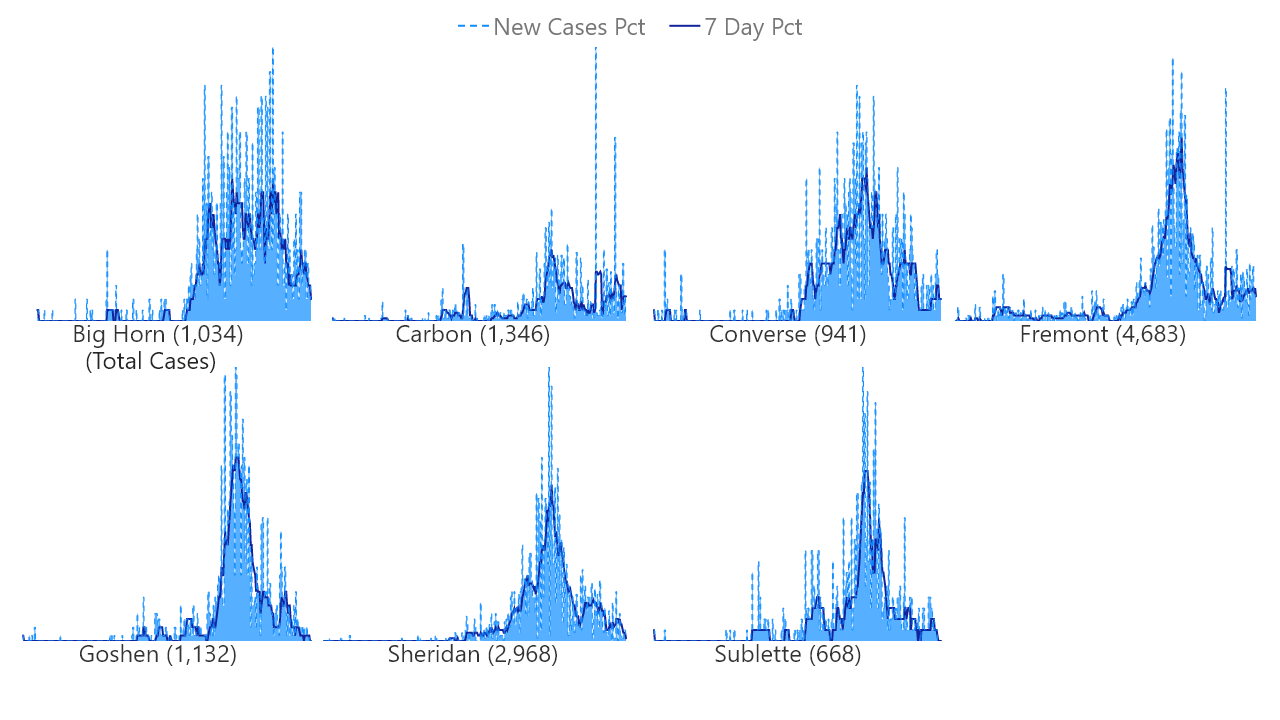 New Cases Pct 7 Day Pct
Big Horn (1,034)
(Total Cases)
Carbon (1,346)
Converse (941)
Fremont (4,683)
Goshen (1,132)
Sheridan (2,968)
Sublette (668)